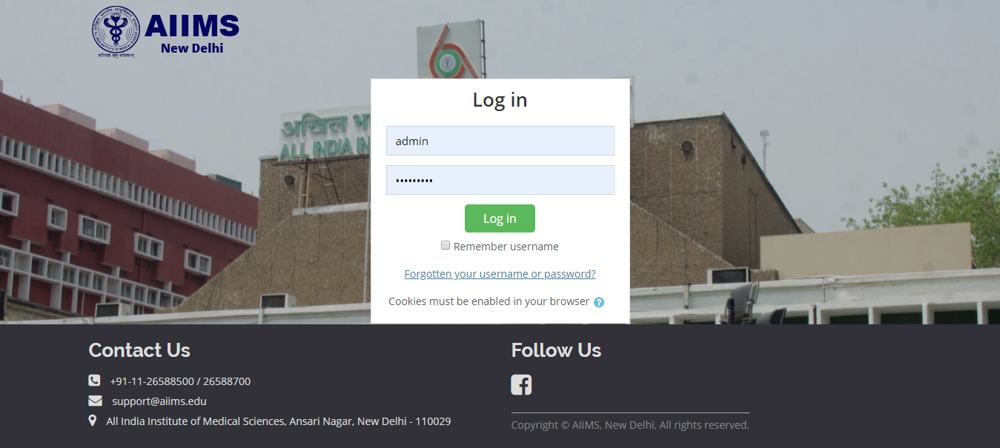 AIIMS
New Delhi
Log in
अखिल भ
ALL INDIA IN
admin
•••••••••
Log in
Remember username
Forgotten your username or password?
Cookies must be enabled in your browser
Contact Us
+91-11-26588500 / 26588700
support@aiims.edu
All India Institute of Medical Sciences, Ansari Nagar, New Delhi - 110029
Follow Us
Copyright © AIIMS, New Delhi, All rights reserved.